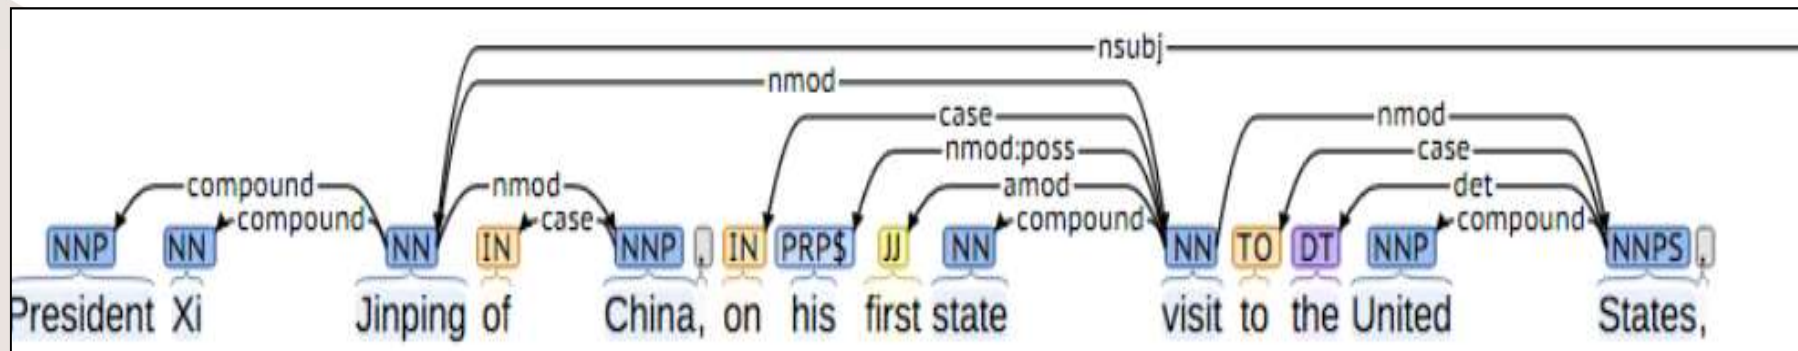 nsubj
nmod
case nmod
nmod:poss case
compound nmod amod det
compound case compound compound
NNP NN NN IN NNP , IN PRP$ JJ NN NN TO DT NNP NNPS ,
President Xi Jinping of China, on his first state visit to the United States,